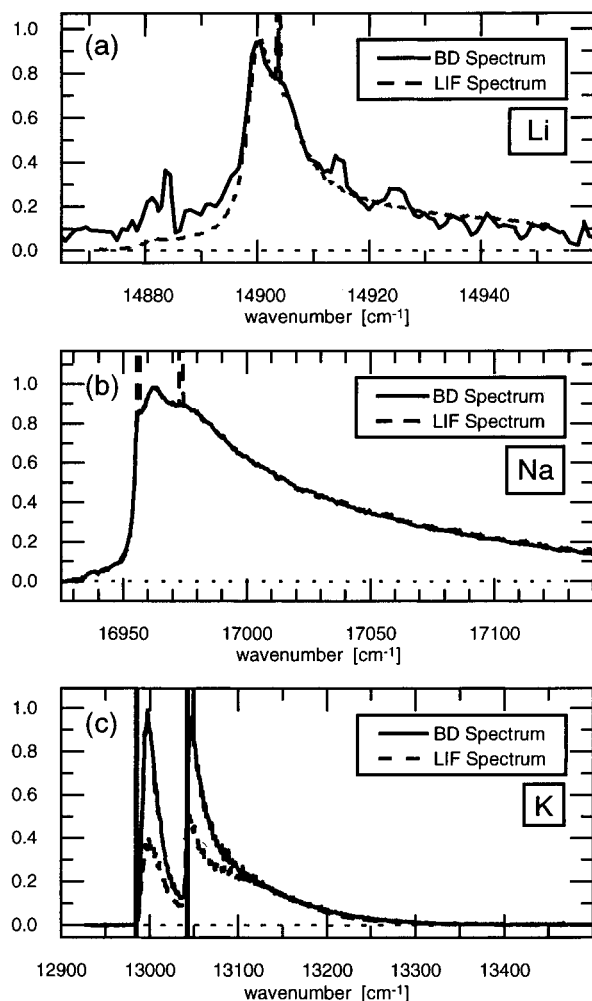 (a)
1.0
0.8
0.6
0.4
0.2
0.0
BD Spectrum
LIF Spectrum
Li
14880 14900 14920 14940
wavenumber [cm⁻¹]
(b)
1.0
0.8
0.6
0.4
0.2
0.0
BD Spectrum
LIF Spectrum
Na
16950 17000 17050 17100
wavenumber [cm⁻¹]
(c)
1.0
0.8
0.6
0.4
0.2
0.0
BD Spectrum
LIF Spectrum
K
12900 13000 13100 13200 13300 13400
wavenumber [cm⁻¹]